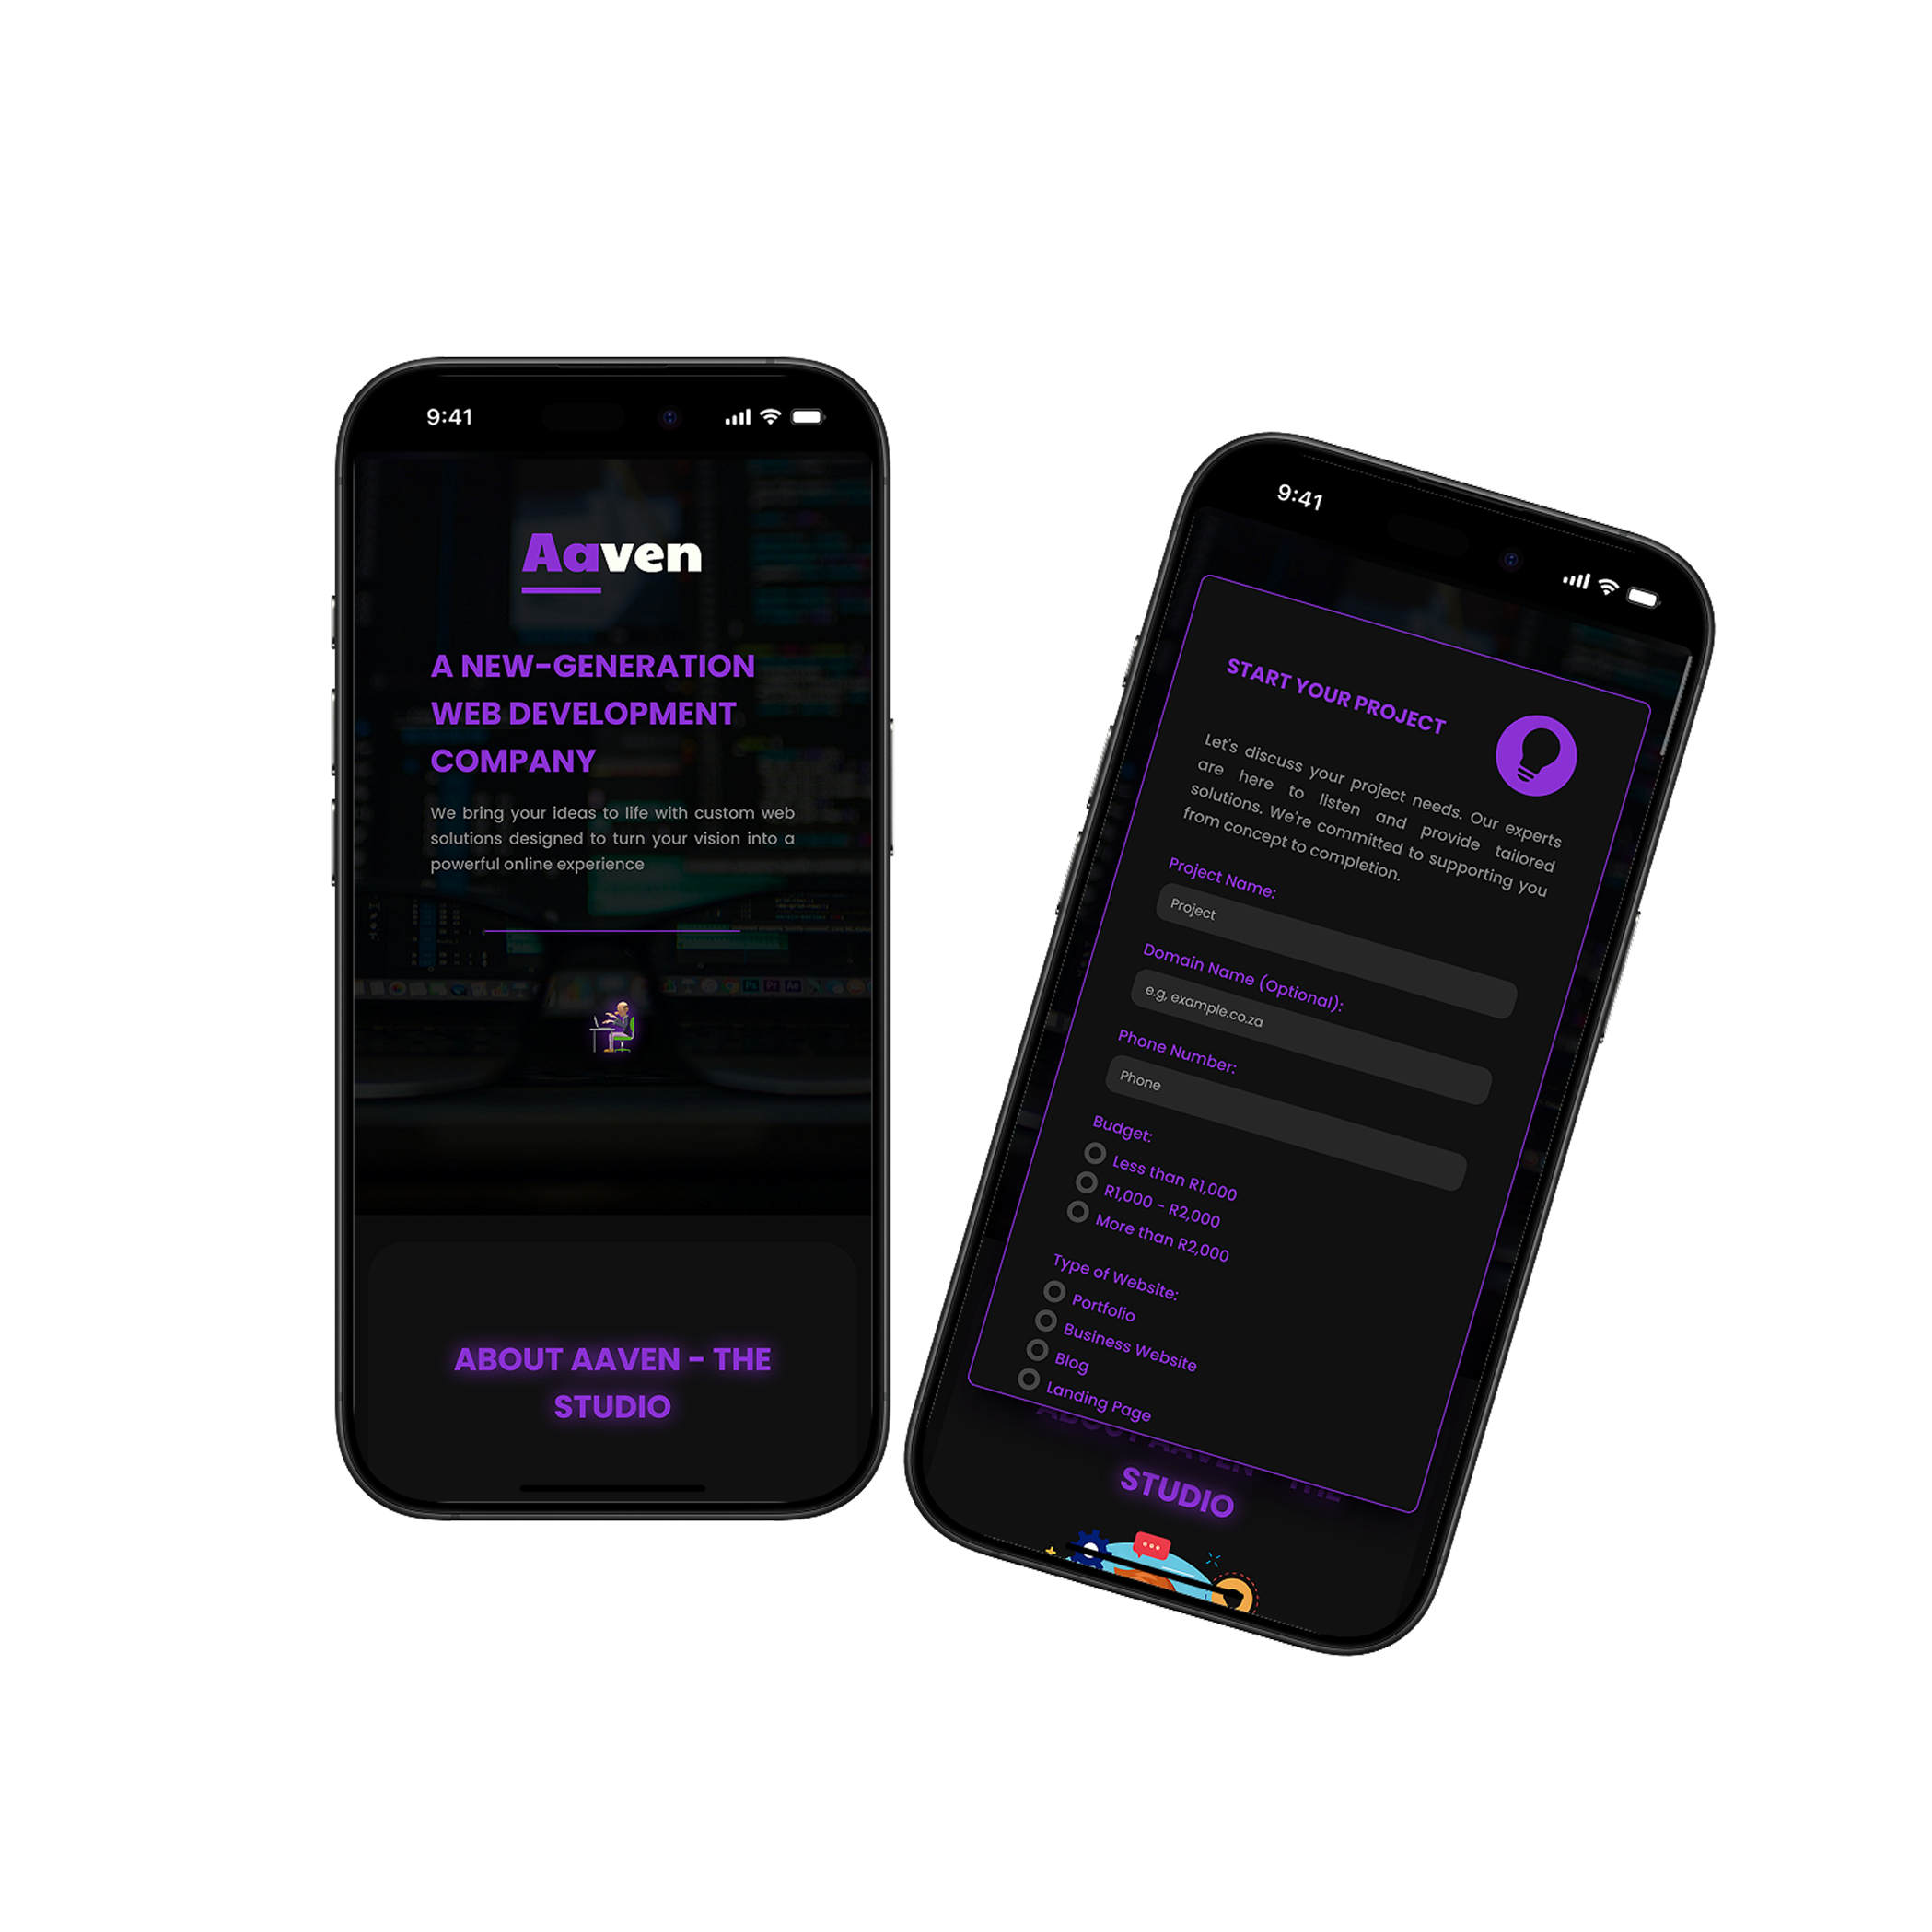 9:41
Aaven
A NEW-GENERATION
WEB DEVELOPMENT
COMPANY
We bring your ideas to life with custom web
solutions designed to turn your vision into a
powerful online experience
ABOUT AAVEN - THE
STUDIO
9:41
START YOUR PROJECT
Let's discuss your project needs. Our experts
are here to listen and provide tailored
solutions. We're committed to supporting you
from concept to completion.
Project Name:
Project
Domain Name (Optional):
e.g, example.co.za
Phone Number:
Phone
Budget:
Less than R1,000
R1,000 - R2,000
More than R2,000
Type of Website:
Portfolio
Business Website
Blog
Landing Page
ABOUT AAVEN - THE
STUDIO